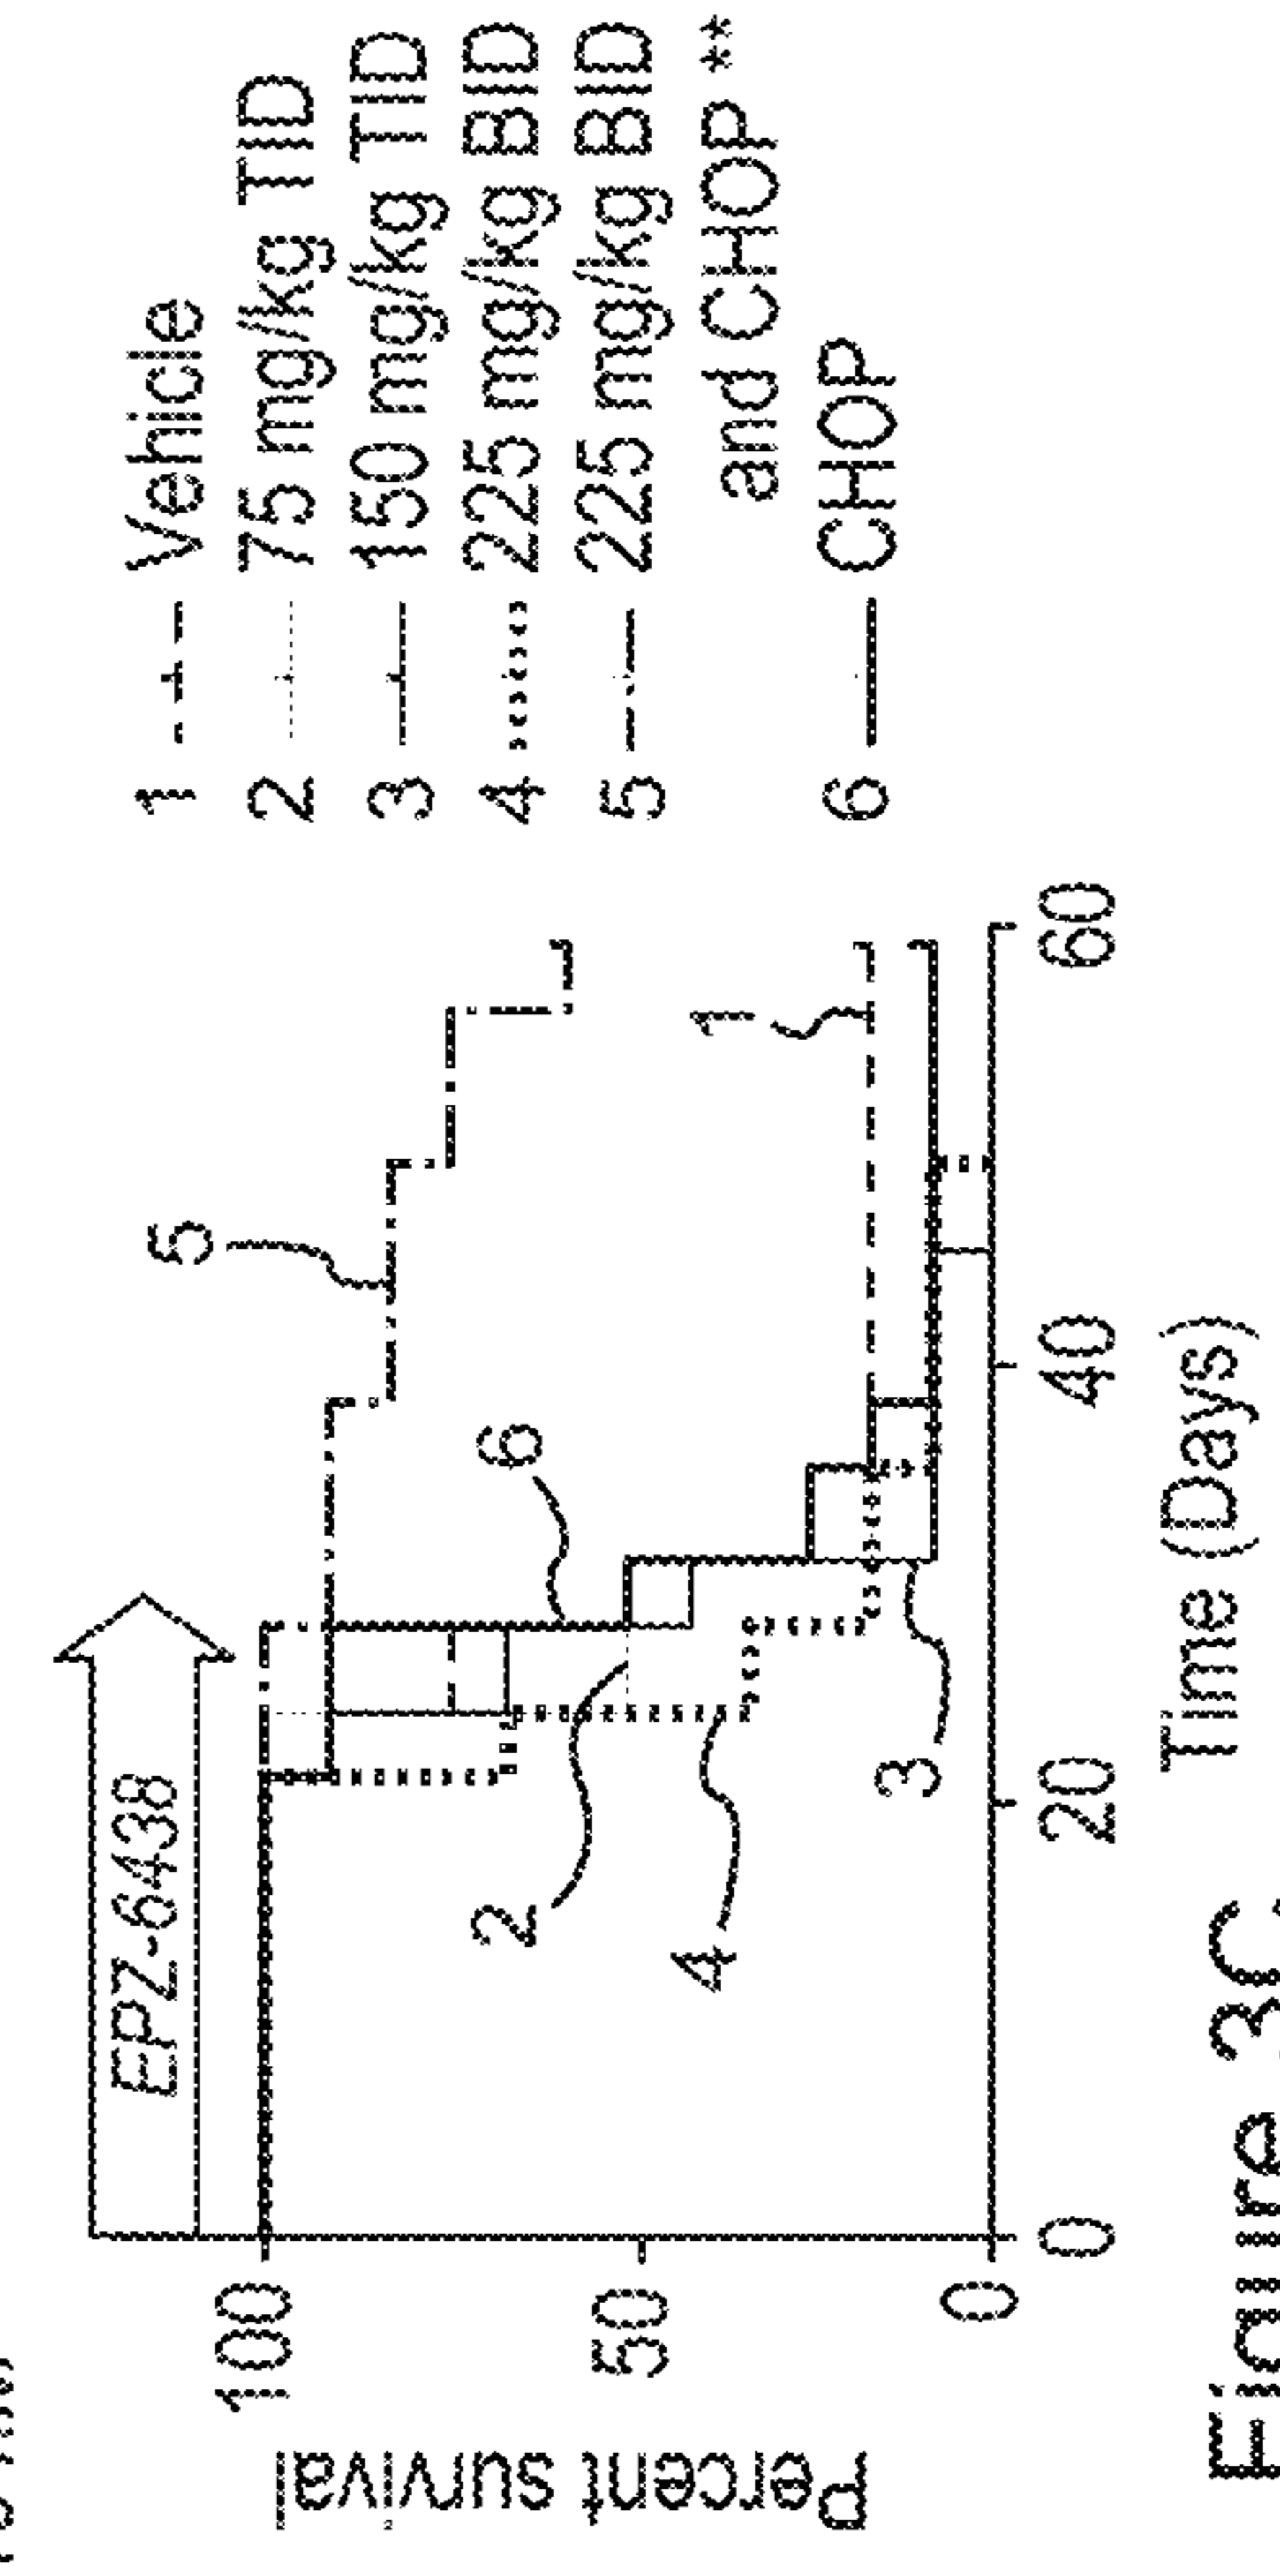 EPZ-6438
Percent survival
100
50
0
0
20
40
60
Time (Days)
5
6
2
4
3
1
1 Vehicle
2 75 mg/kg TID
3 150 mg/kg TID
4 225 mg/kg BID
5 225 mg/kg BID
and CHOP **
6 CHOP
Figure 3C